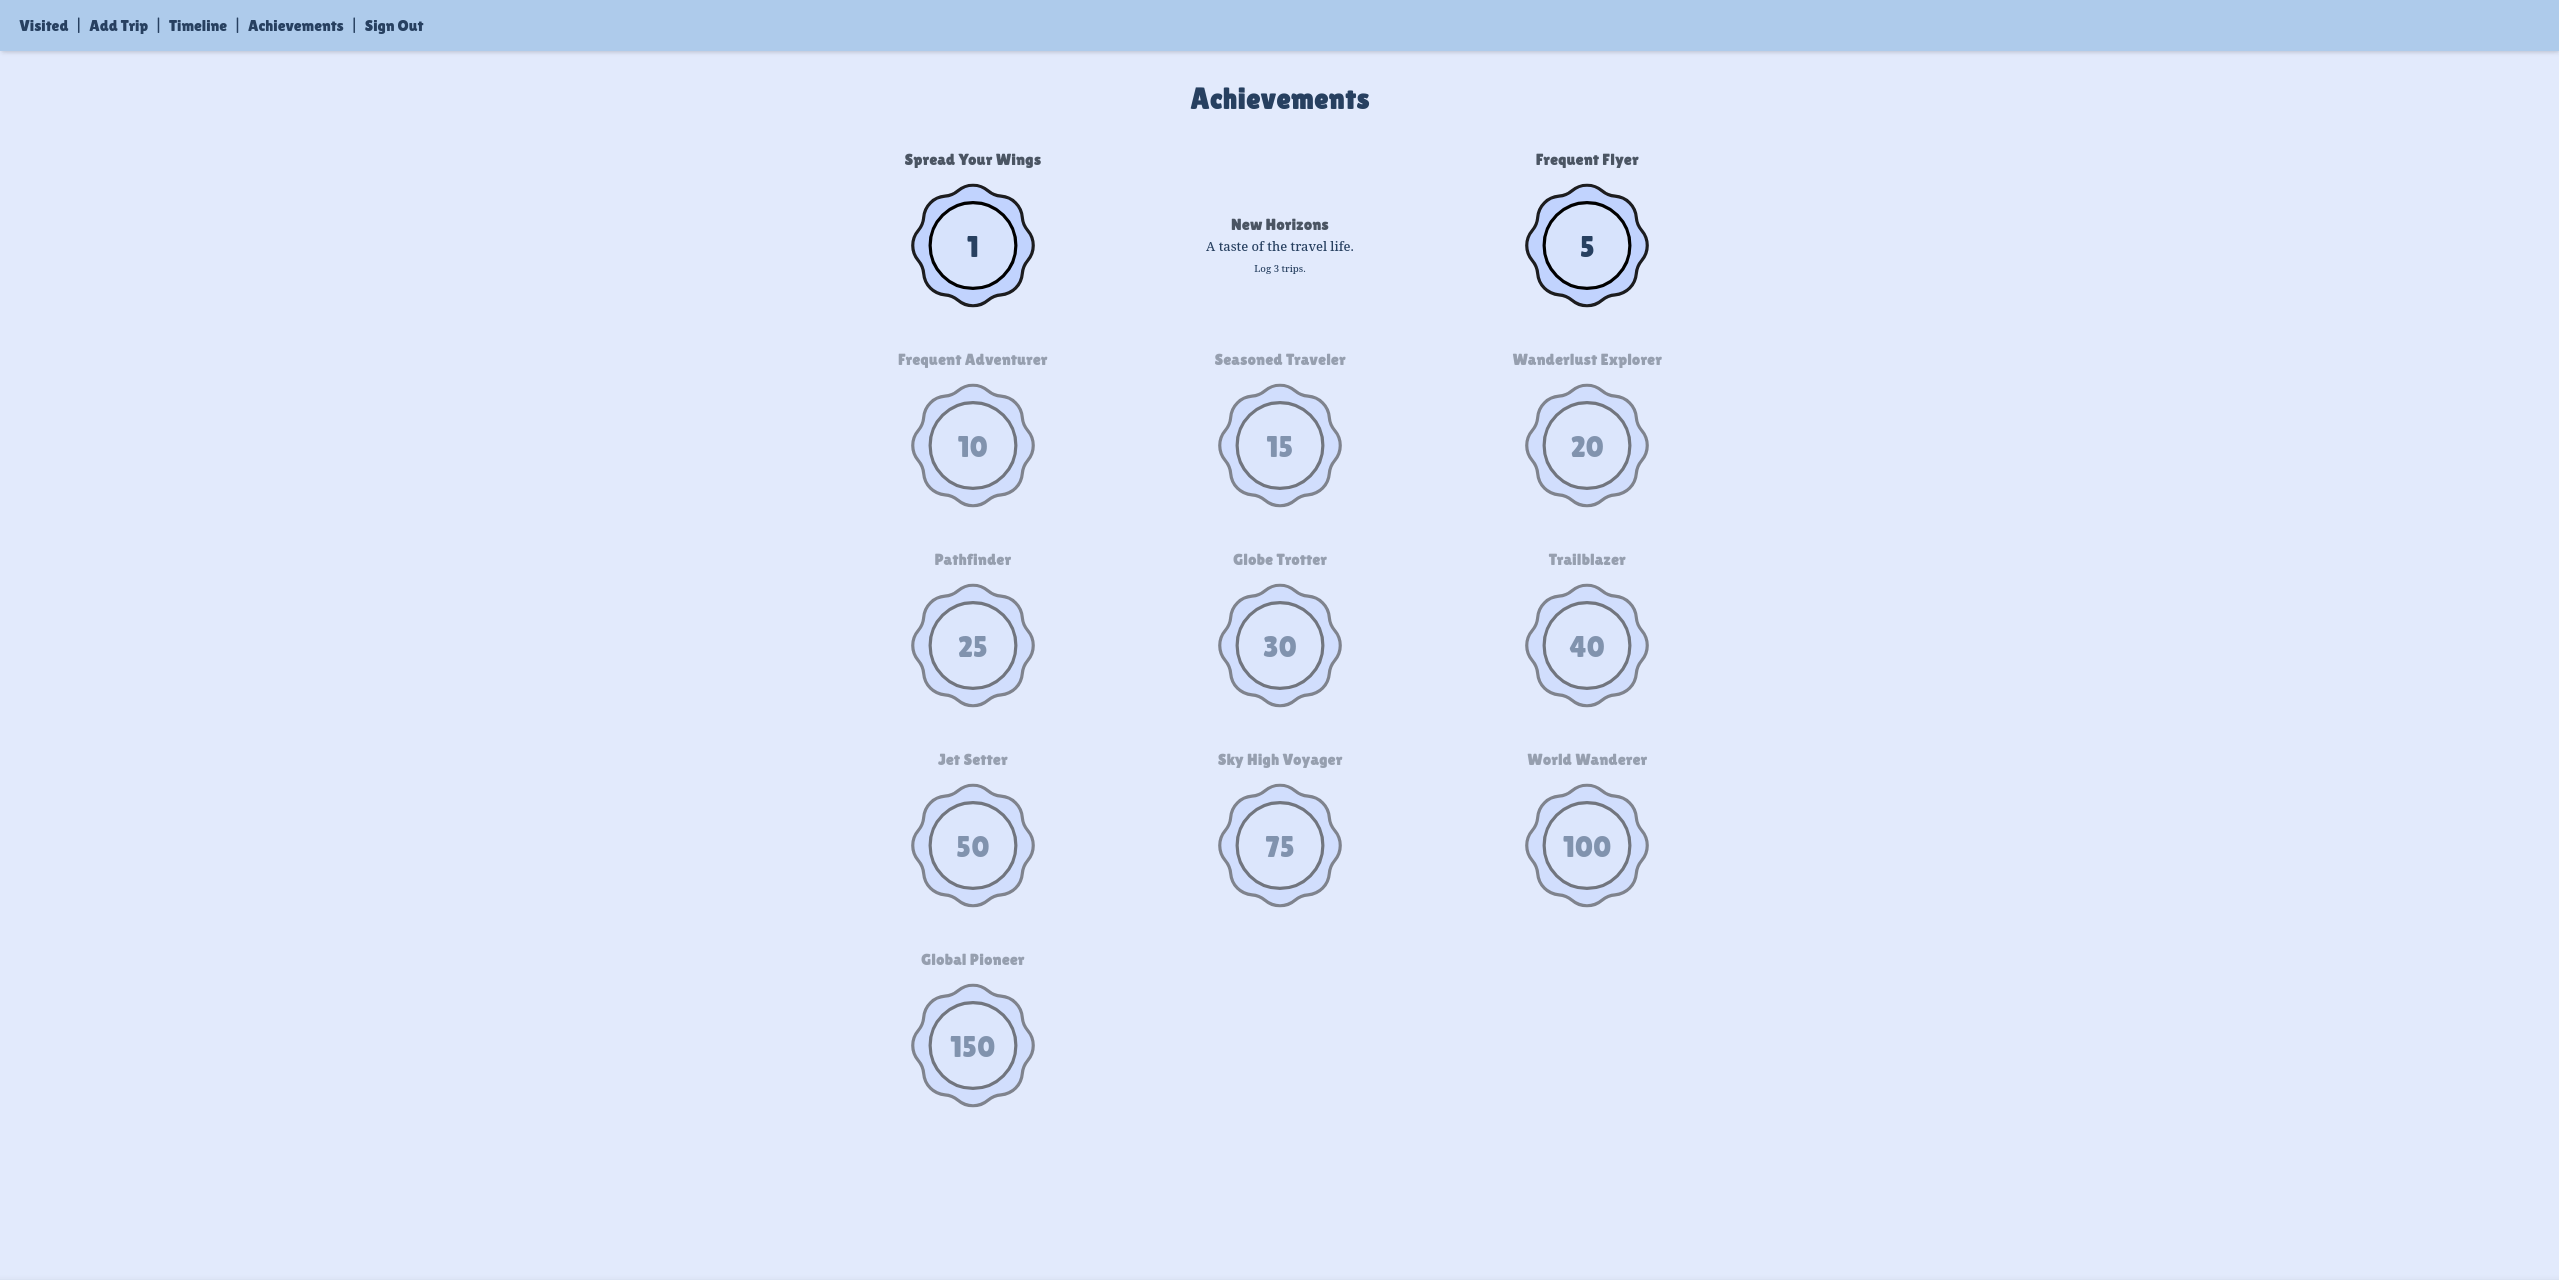 Visited | Add Trip | Timeline | Achievements | Sign Out
Achievements
Spread Your Wings
1
New Horizons
A taste of the travel life.
Log 3 trips.
Frequent Flyer
5
Frequent Adventurer
10
Seasoned Traveler
15
Wanderlust Explorer
20
Pathfinder
25
Globe Trotter
30
Trailblazer
40
Jet Setter
50
Sky High Voyager
75
World Wanderer
100
Global Pioneer
150